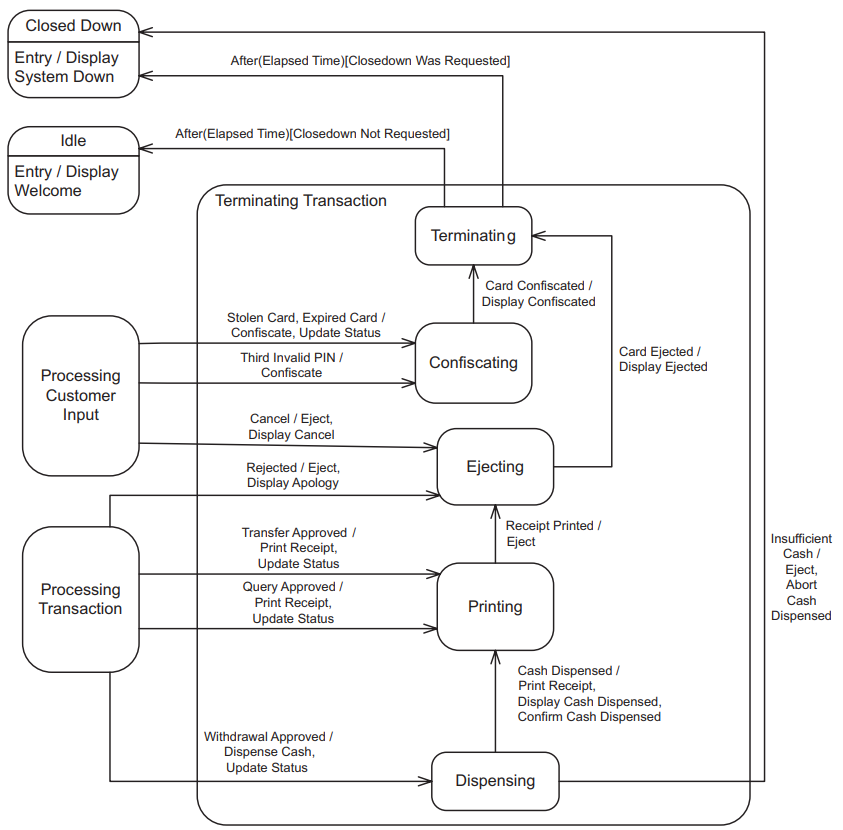 Closed Down
Entry / Display
System Down
After(Elapsed Time)[Closedown Was Requested]
After(Elapsed Time)[Closedown Not Requested]
Idle
Entry / Display
Welcome
Terminating Transaction
Terminating
Card Confiscated /
Display Confiscated
Stolen Card, Expired Card /
Confiscate, Update Status
Third Invalid PIN /
Confiscate
Confiscating
Card Ejected /
Display Ejected
Processing
Customer
Input
Cancel / Eject,
Display Cancel
Ejecting
Rejected / Eject,
Display Apology
Receipt Printed /
Eject
Transfer Approved /
Print Receipt,
Update Status
Query Approved /
Print Receipt,
Update Status
Processing
Transaction
Printing
Insufficient
Cash /
Eject,
Abort
Cash
Dispensed
Cash Dispensed /
Print Receipt,
Display Cash Dispensed,
Confirm Cash Dispensed
Withdrawal Approved /
Dispense Cash,
Update Status
Dispensing